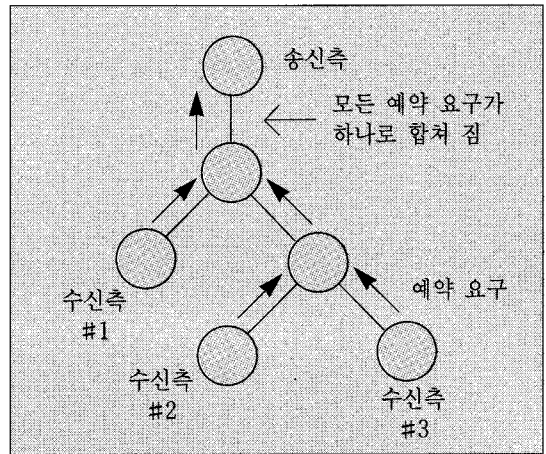 송신측
모든 예약 요구가
하나로 합쳐 짐
예약 요구
수신측
#1
수신측
#2
수신측
#3